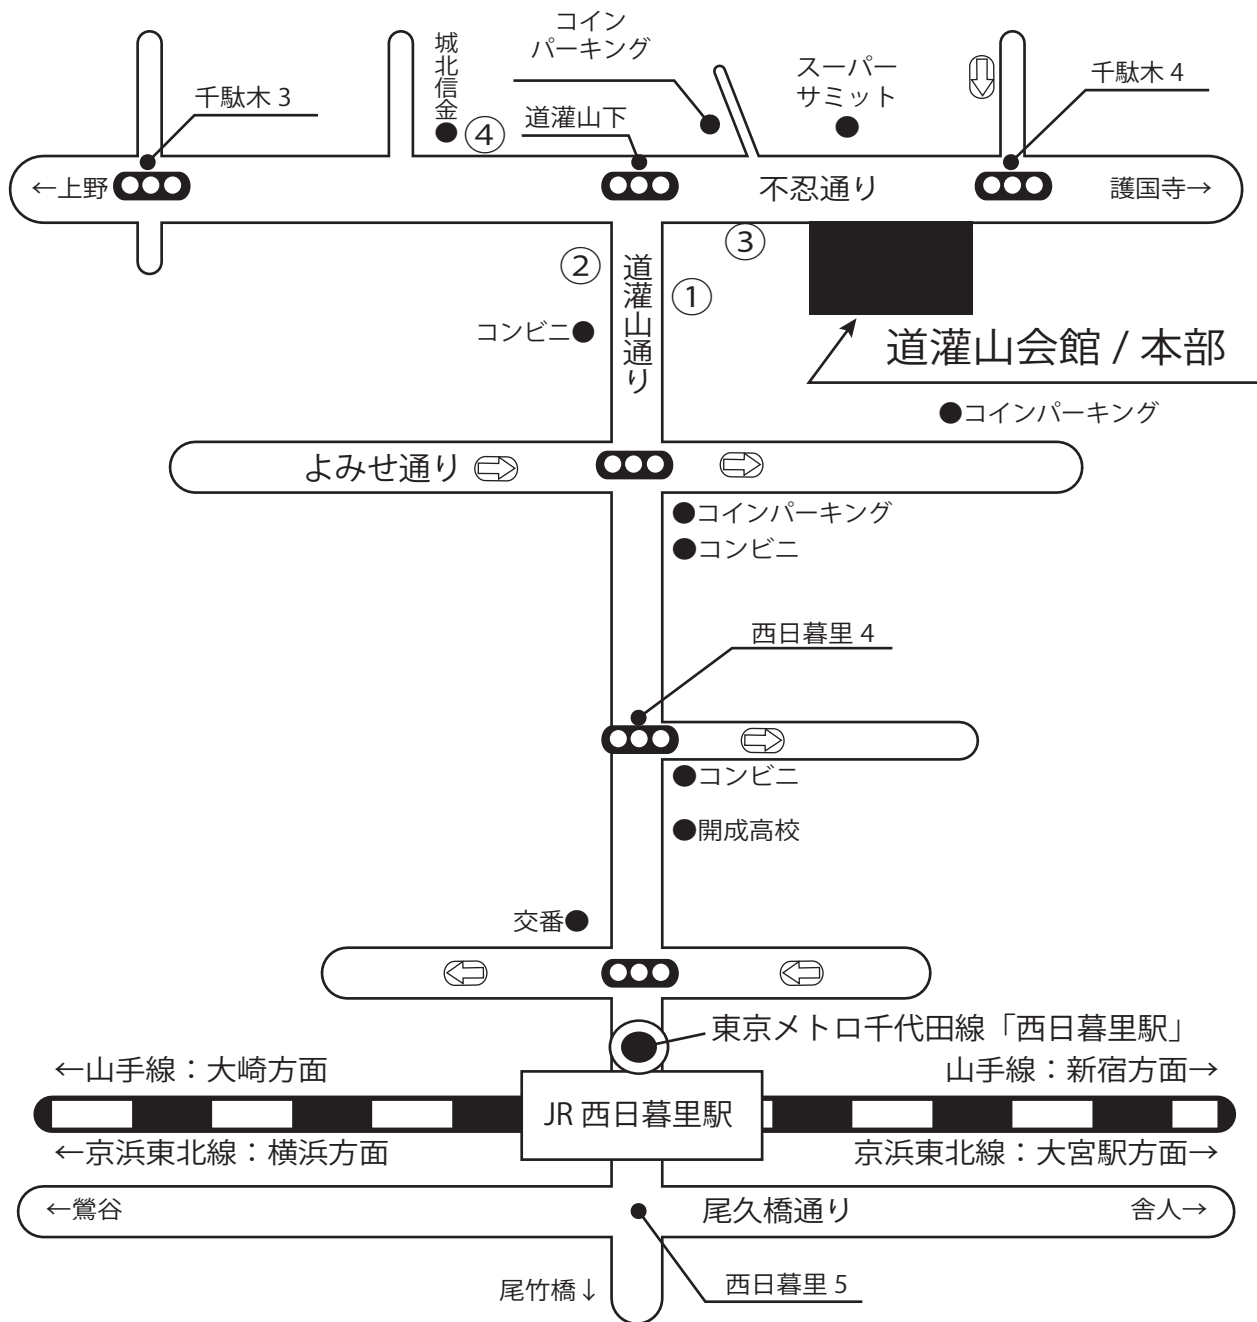 コイン
パーキング
城北信金
スーパー
サミット
千駄木 3
千駄木 4
道灌山下
④
←上野
不忍通り
護国寺→
③
②
道灌山通り
①
コンビニ●
道灌山会館 / 本部
●コインパーキング
よみせ通り
●コインパーキング
●コンビニ
西日暮里 4
●コンビニ
●開成高校
交番●
東京メトロ千代田線「西日暮里駅」
←山手線：大崎方面
山手線：新宿方面→
JR 西日暮里駅
←京浜東北線：横浜方面
京浜東北線：大宮駅方面→
←鶯谷
尾久橋通り
舎人→
尾竹橋↓
西日暮里 5